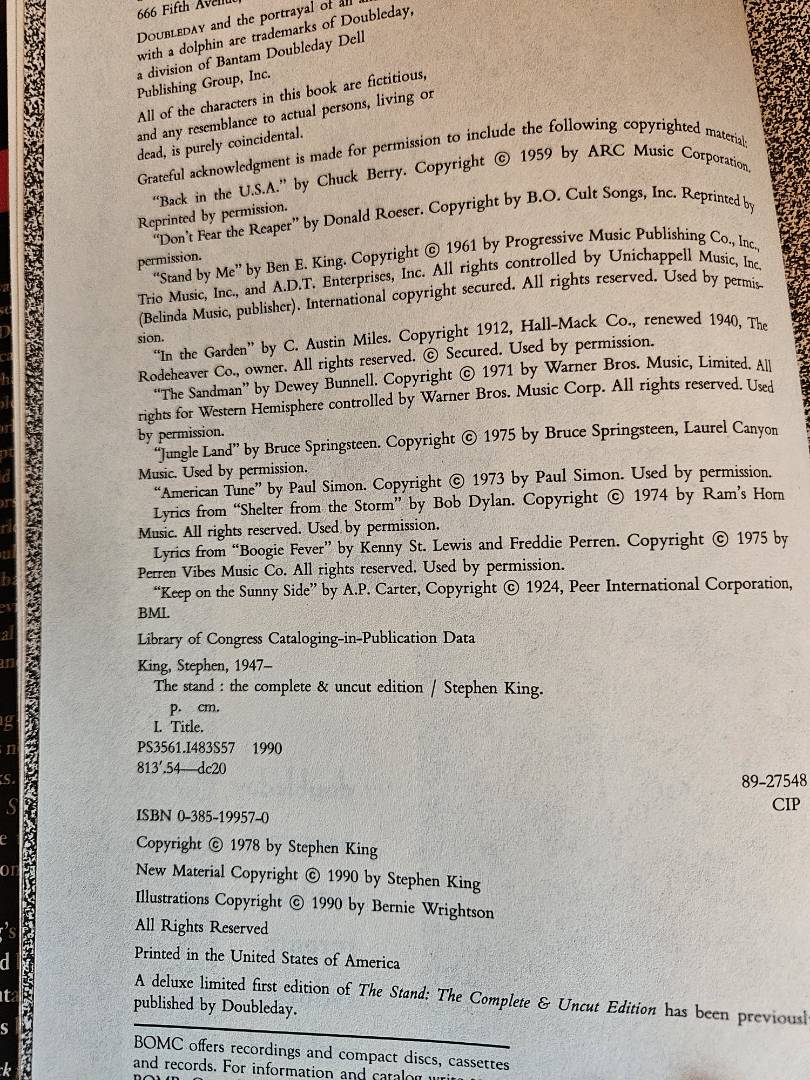 666 Fifth Avenue,
DOUBLEDAY and the portrayal of an
with a dolphin are trademarks of Doubleday,
a division of Bantam Doubleday Dell
Publishing Group, Inc.
All of the characters in this book are fictitious,
and any resemblance to actual persons, living or
dead, is purely coincidental.
Grateful acknowledgment is made for permission to include the following copyrighted material:
"Back in the U.S.A." by Chuck Berry. Copyright © 1959 by ARC Music Corporation.
Reprinted by permission.
"Don't Fear the Reaper" by Donald Roeser. Copyright by B.O. Cult Songs, Inc. Reprinted by
permission.
"Stand by Me" by Ben E. King. Copyright © 1961 by Progressive Music Publishing Co., Inc.,
Trio Music, Inc., and A.D.T. Enterprises, Inc. All rights controlled by Unichappell Music, Inc.
(Belinda Music, publisher). International copyright secured. All rights reserved. Used by permis-
sion.
"In the Garden" by C. Austin Miles. Copyright 1912, Hall-Mack Co., renewed 1940, The
Rodeheaver Co., owner. All rights reserved. © Secured. Used by permission.
"The Sandman" by Dewey Bunnell. Copyright © 1971 by Warner Bros. Music, Limited. All
rights for Western Hemisphere controlled by Warner Bros. Music Corp. All rights reserved. Used
by permission.
"Jungle Land" by Bruce Springsteen. Copyright © 1975 by Bruce Springsteen, Laurel Canyon
Music. Used by permission.
"American Tune" by Paul Simon. Copyright © 1973 by Paul Simon. Used by permission.
Lyrics from "Shelter from the Storm" by Bob Dylan. Copyright © 1974 by Ram's Horn
Music. All rights reserved. Used by permission.
Lyrics from "Boogie Fever" by Kenny St. Lewis and Freddie Perren. Copyright © 1975 by
Perren Vibes Music Co. All rights reserved. Used by permission.
"Keep on the Sunny Side" by A.P. Carter, Copyright © 1924, Peer International Corporation,
BMI.
Library of Congress Cataloging-in-Publication Data
King, Stephen, 1947–
The stand : the complete & uncut edition / Stephen King.
p. cm.
I. Title.
PS3561.I483S57 1990
813'.54—dc20
89-27548
CIP
ISBN 0-385-19957-0
Copyright © 1978 by Stephen King
New Material Copyright © 1990 by Stephen King
Illustrations Copyright © 1990 by Bernie Wrightson
All Rights Reserved
Printed in the United States of America
A deluxe limited first edition of The Stand: The Complete & Uncut Edition has been previously
published by Doubleday.
BOMC offers recordings and compact discs, cassettes
and records. For information and catalog write